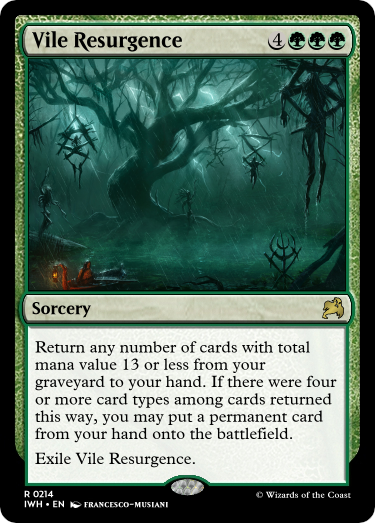 Vile Resurgence 4
Sorcery
Return any number of cards with total
mana value 13 or less from your
graveyard to your hand. If there were four
or more card types among cards returned
this way, you may put a permanent card
from your hand onto the battlefield.
Exile Vile Resurgence.
R 0214
IWH • EN FRANCESCO-MUSIANI
© Wizards of the Coast